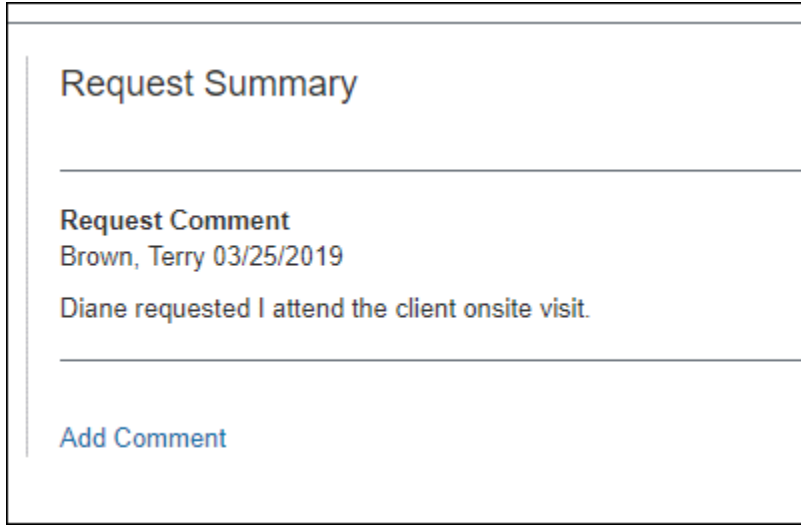 Request Summary
Request Comment
Brown, Terry 03/25/2019
Diane requested I attend the client onsite visit.
Add Comment